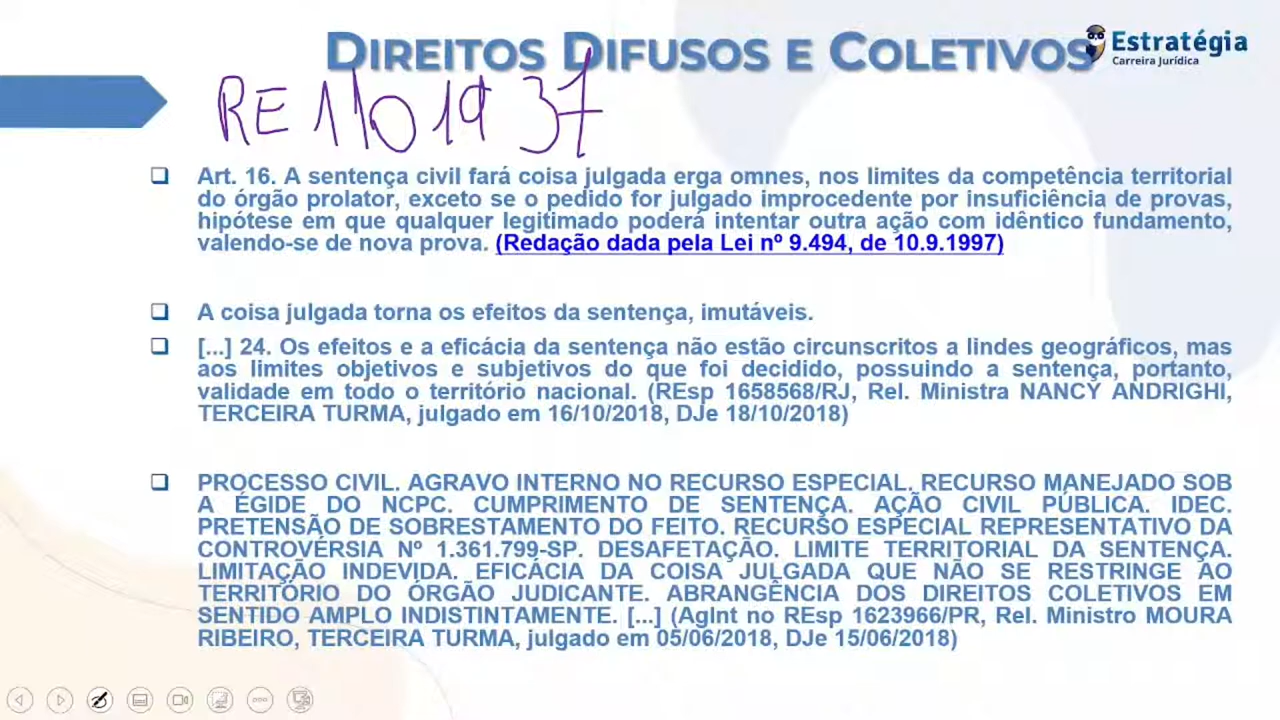 DIREITOS DIFUSOS E COLETIVOS
Estratégia
Carreira Jurídica
RE 1101937
Art. 16. A sentença civil fará coisa julgada erga omnes, nos limites da competência territorial
do órgão prolator, exceto se o pedido for julgado improcedente por insuficiência de provas,
hipótese em que qualquer legitimado poderá intentar outra ação com idêntico fundamento,
valendo-se de nova prova. (Redação dada pela Lei nº 9.494, de 10.9.1997)
A coisa julgada torna os efeitos da sentença, imutáveis.
[...] 24. Os efeitos e a eficácia da sentença não estão circunscritos a lindes geográficos, mas
aos limites objetivos e subjetivos do que foi decidido, possuindo a sentença, portanto,
validade em todo o território nacional. (REsp 1658568/RJ, Rel. Ministra NANCY ANDRIGHI,
TERCEIRA TURMA, julgado em 16/10/2018, DJe 18/10/2018)
PROCESSO CIVIL. AGRAVO INTERNO NO RECURSO ESPECIAL. RECURSO MANEJADO SOB
A ÉGIDE DO NCPC. CUMPRIMENTO DE SENTENÇA. AÇÃO CIVIL PÚBLICA. IDEC.
PRETENSÃO DE SOBRESTAMENTO DO FEITO. RECURSO ESPECIAL REPRESENTATIVO DA
CONTROVÉRSIA Nº 1.361.799-SP. DESAFETAÇÃO. LIMITE TERRITORIAL DA SENTENÇA.
LIMITAÇÃO INDEVIDA. EFICÁCIA DA COISA JULGADA QUE NÃO SE RESTRINGE AO
TERRITÓRIO DO ÓRGÃO JUDICANTE. ABRANGÊNCIA DOS DIREITOS COLETIVOS EM
SENTIDO AMPLO INDISTINTAMENTE. [...] (AgInt no REsp 1623966/PR, Rel. Ministro MOURA
RIBEIRO, TERCEIRA TURMA, julgado em 05/06/2018, DJe 15/06/2018)